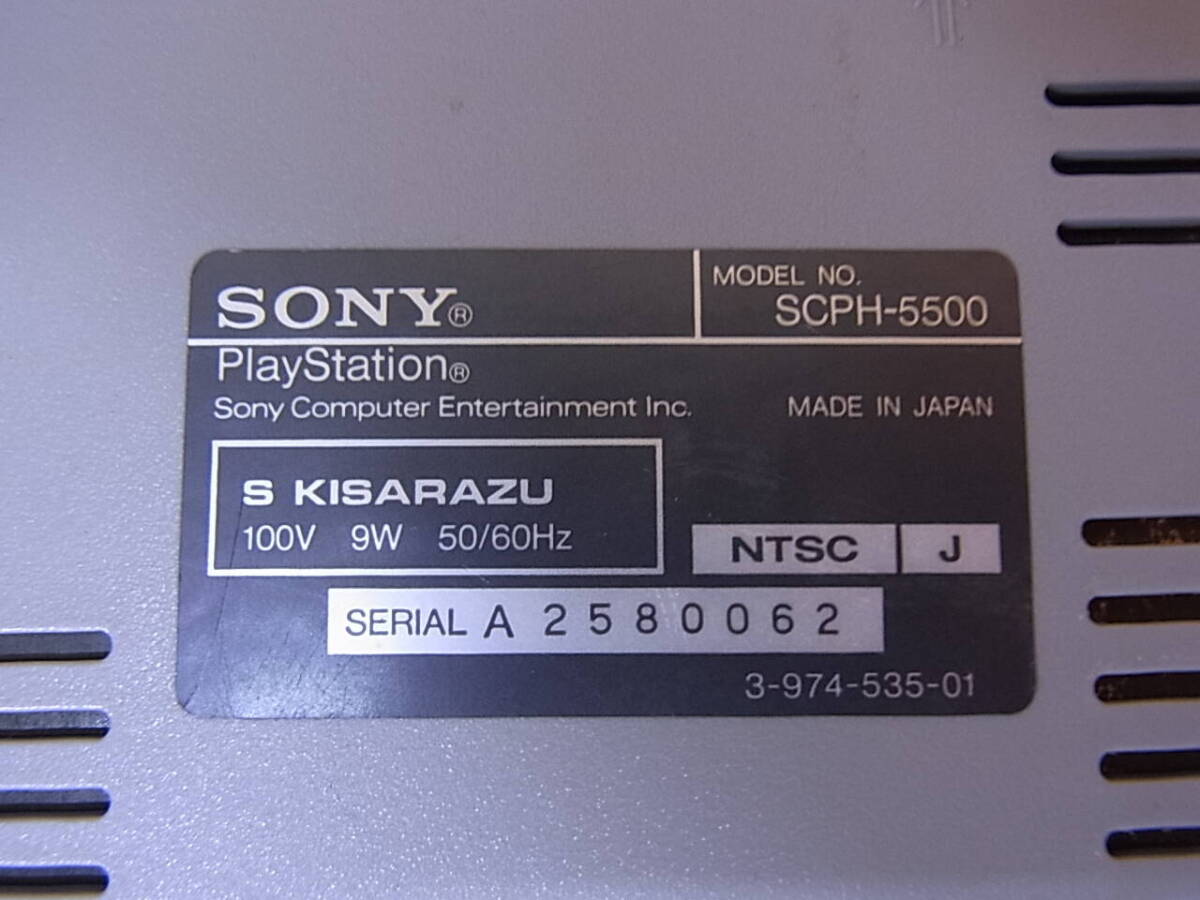 SONY®
MODEL NO.
SCPH-5500
PlayStation®
Sony Computer Entertainment Inc.
MADE IN JAPAN
S KISARAZU
100V 9W 50/60Hz
NTSC J
SERIAL A 2580062
3-974-535-01